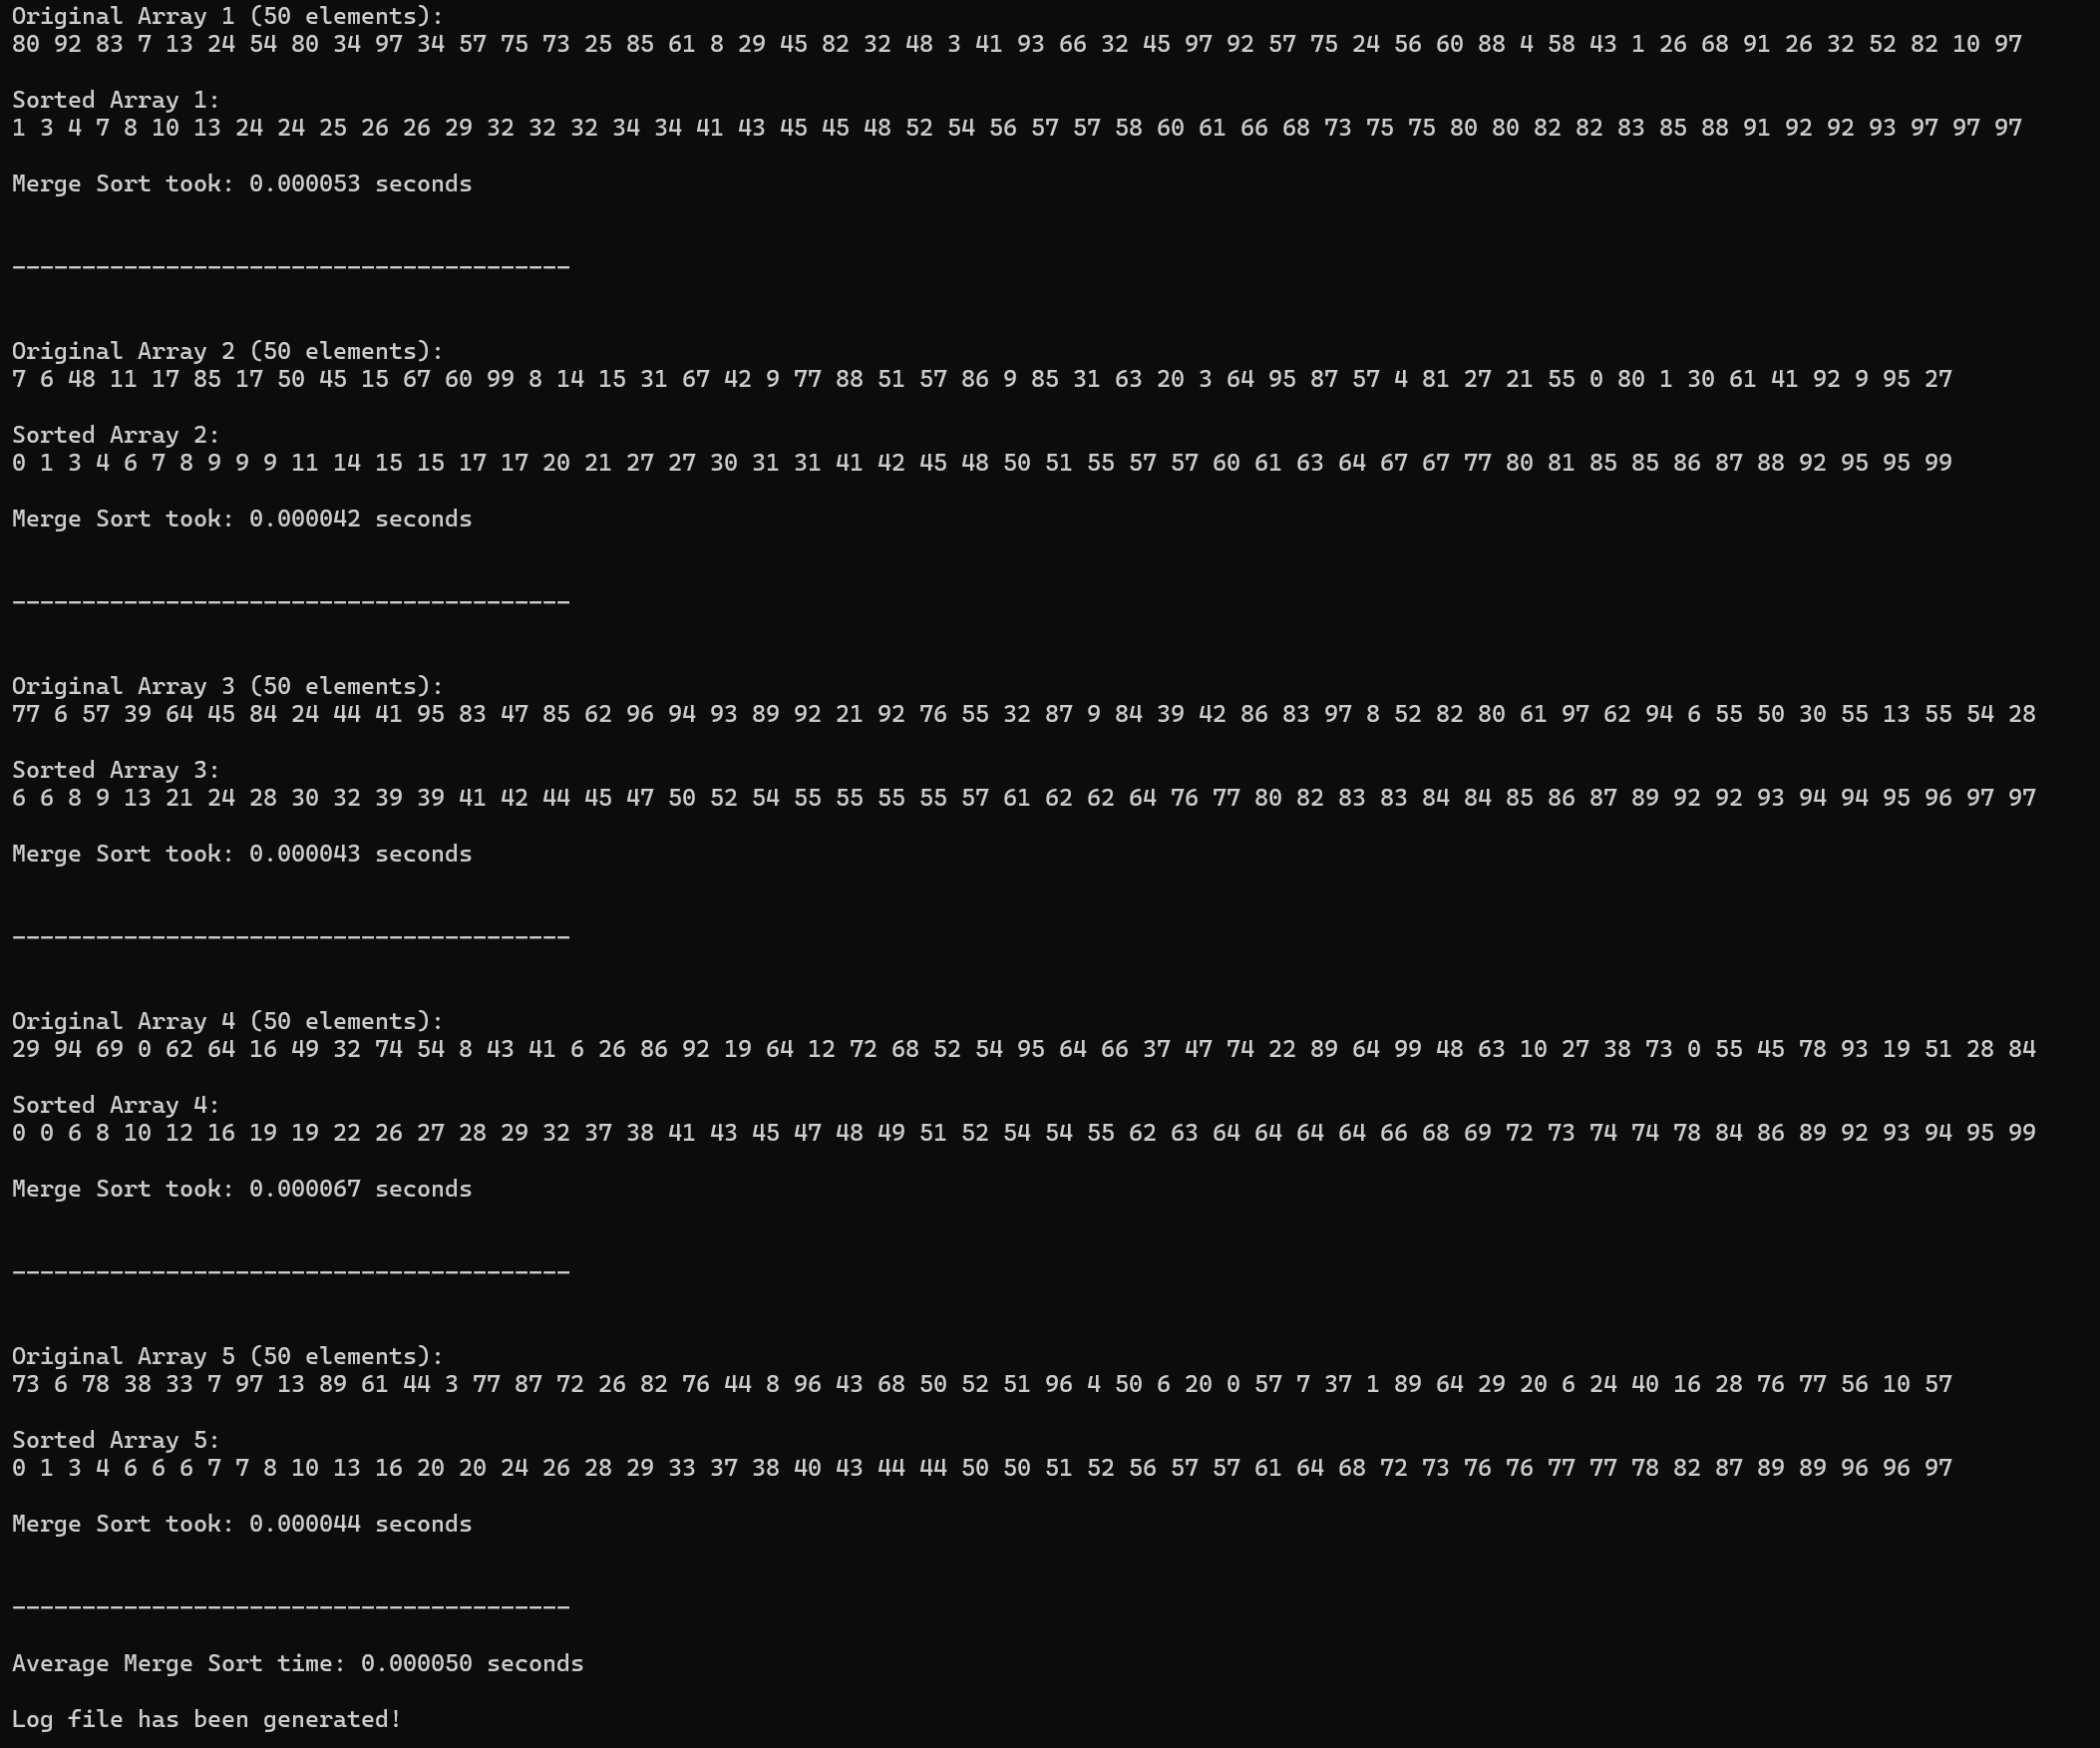 Original Array 1 (50 elements):
80 92 83 7 13 24 54 80 34 97 34 57 75 73 25 85 61 8 29 45 82 32 48 3 41 93 66 32 45 97 92 57 75 24 56 60 88 4 58 43 1 26 68 91 26 32 52 82 10 97
Sorted Array 1:
1 3 4 7 8 10 13 24 24 25 26 26 29 32 32 32 34 34 41 43 45 45 48 52 54 56 57 57 58 60 61 66 68 73 75 75 80 80 82 82 83 85 88 91 92 92 93 97 97 97
Merge Sort took: 0.000053 seconds
----------------------------------------
Original Array 2 (50 elements):
7 6 48 11 17 85 17 50 45 15 67 60 99 8 14 15 31 67 42 9 77 88 51 57 86 9 85 31 63 20 3 64 95 87 57 4 81 27 21 55 0 80 1 30 61 41 92 9 95 27
Sorted Array 2:
0 1 3 4 6 7 8 9 9 9 11 14 15 15 17 17 20 21 27 27 30 31 31 41 42 45 48 50 51 55 57 57 60 61 63 64 67 67 77 80 81 85 85 86 87 88 92 95 95 99
Merge Sort took: 0.000042 seconds
----------------------------------------
Original Array 3 (50 elements):
77 6 57 39 64 45 84 24 44 41 95 83 47 85 62 96 94 93 89 92 21 92 76 55 32 87 9 84 39 42 86 83 97 8 52 82 80 61 97 62 94 6 55 50 30 55 13 55 54 28
Sorted Array 3:
6 6 8 9 13 21 24 28 30 32 39 39 41 42 44 45 47 50 52 54 55 55 55 55 57 61 62 62 64 76 77 80 82 83 83 84 84 85 86 87 89 92 92 93 94 94 95 96 97 97
Merge Sort took: 0.000043 seconds
----------------------------------------
Original Array 4 (50 elements):
29 94 69 0 62 64 16 49 32 74 54 8 43 41 6 26 86 92 19 64 12 72 68 52 54 95 64 66 37 47 74 22 89 64 99 48 63 10 27 38 73 0 55 45 78 93 19 51 28 84
Sorted Array 4:
0 0 6 8 10 12 16 19 19 22 26 27 28 29 32 37 38 41 43 45 47 48 49 51 52 54 54 55 62 63 64 64 64 64 66 68 69 72 73 74 74 78 84 86 89 92 93 94 95 99
Merge Sort took: 0.000067 seconds
----------------------------------------
Original Array 5 (50 elements):
73 6 78 38 33 7 97 13 89 61 44 3 77 87 72 26 82 76 44 8 96 43 68 50 52 51 96 4 50 6 20 0 57 7 37 1 89 64 29 20 6 24 40 16 28 76 77 56 10 57
Sorted Array 5:
0 1 3 4 6 6 6 7 7 8 10 13 16 20 20 24 26 28 29 33 37 38 40 43 44 44 50 50 51 52 56 57 57 61 64 68 72 73 76 76 77 77 78 82 87 89 89 96 96 97
Merge Sort took: 0.000044 seconds
----------------------------------------
Average Merge Sort time: 0.000050 seconds
Log file has been generated!